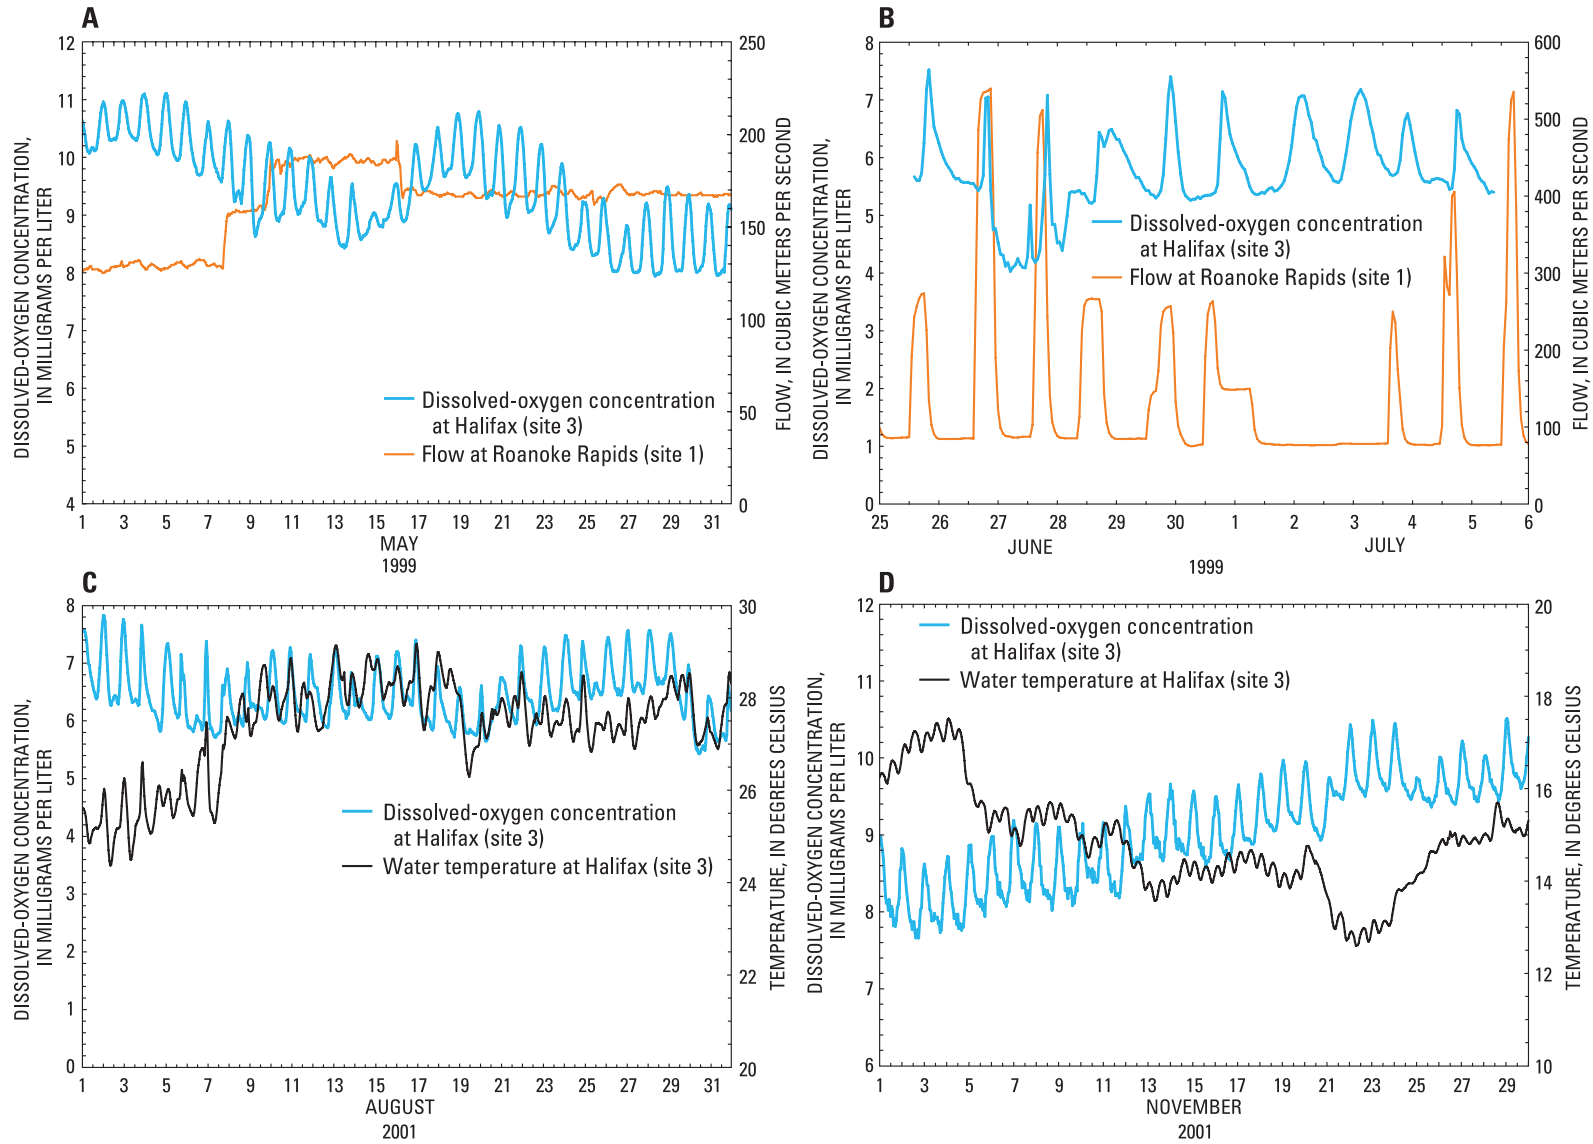 A
DISSOLVED-OXYGEN CONCENTRATION,
IN MILLIGRAMS PER LITER
12
11
10
9
8
7
6
5
4
250
200
150
100
50
0
FLOW, IN CUBIC METERS PER SECOND
Dissolved-oxygen concentration
at Halifax (site 3)
Flow at Roanoke Rapids (site 1)
1 3 5 7 9 11 13 15 17 19 21 23 25 27 29 31
MAY
1999
B
DISSOLVED-OXYGEN CONCENTRATION,
IN MILLIGRAMS PER LITER
8
7
6
5
4
3
2
1
0
600
500
400
300
200
100
0
FLOW, IN CUBIC METERS PER SECOND
Dissolved-oxygen concentration
at Halifax (site 3)
Flow at Roanoke Rapids (site 1)
25 26 27 28 29 30 1 2 3 4 5 6
JUNE JULY
1999
C
DISSOLVED-OXYGEN CONCENTRATION,
IN MILLIGRAMS PER LITER
8
7
6
5
4
3
2
1
0
30
28
26
24
22
20
TEMPERATURE, IN DEGREES CELSIUS
Dissolved-oxygen concentration
at Halifax (site 3)
Water temperature at Halifax (site 3)
1 3 5 7 9 11 13 15 17 19 21 23 25 27 29 31
AUGUST
2001
D
DISSOLVED-OXYGEN CONCENTRATION,
IN MILLIGRAMS PER LITER
12
11
10
9
8
7
6
20
18
16
14
12
10
TEMPERATURE, IN DEGREES CELSIUS
Dissolved-oxygen concentration
at Halifax (site 3)
Water temperature at Halifax (site 3)
1 3 5 7 9 11 13 15 17 19 21 23 25 27 29
NOVEMBER
2001